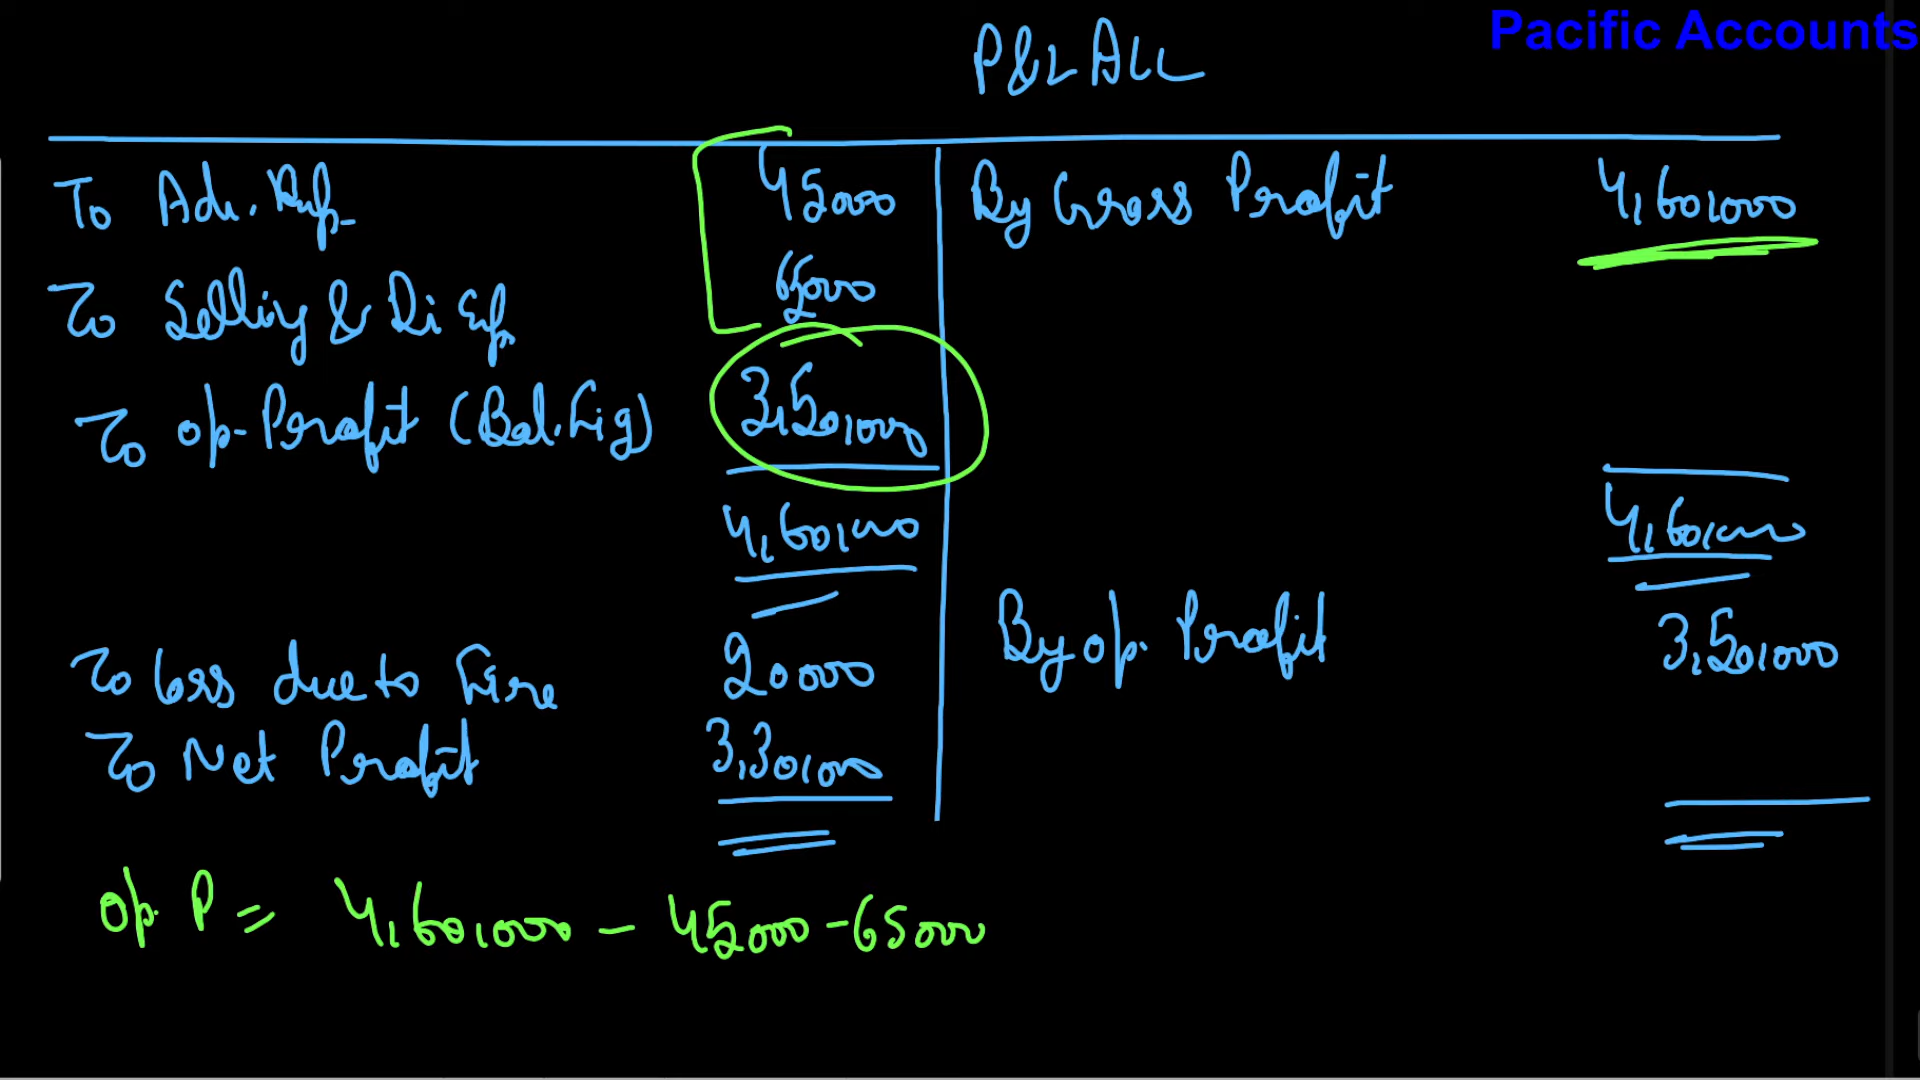 Pacific Accounts
P&L A/c
To Adv. Exp. 45000 By Gross Profit 4,60,000
To Selling & Di Exp. 65000
To Op. Profit (Bal. Fig) 3,50,000
4,60,000 4,60,000
By Op. Profit 3,50,000
To Loss due to Fire 20000
To Net Profit 3,30,000
Op. P = 4,60,000 - 45000 - 65000